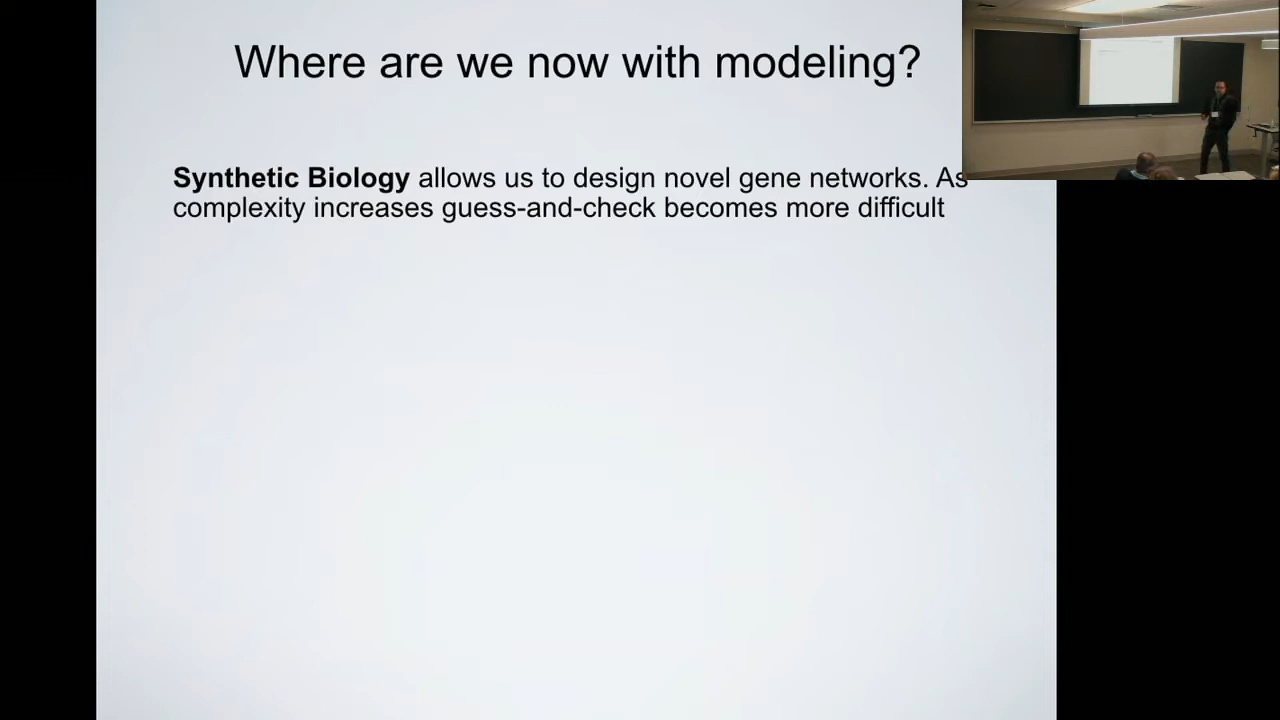 Where are we now with modeling?
Synthetic Biology allows us to design novel gene networks. As
complexity increases guess-and-check becomes more difficult